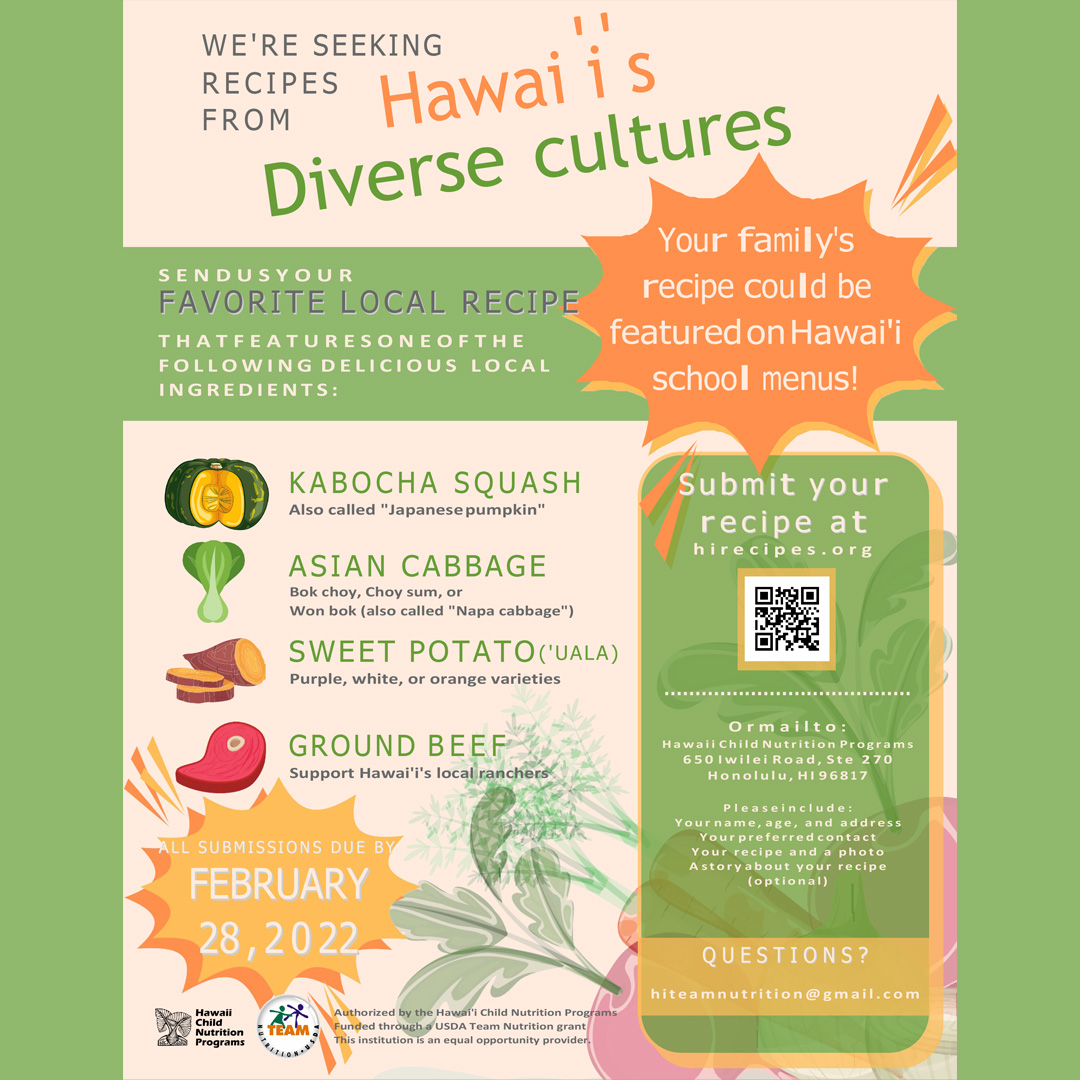 WE'RE SEEKING
RECIPES
FROM
Hawai'i's
Diverse cultures
Your family's
recipe could be
featured on Hawai'i
school menus!
SENDUSYOUR
FAVORITE LOCAL RECIPE
THATFEATURESONEOFTHE
FOLLOWING DELICIOUS LOCAL
INGREDIENTS:
KABOCHA SQUASH
Also called "Japanese pumpkin"
ASIAN CABBAGE
Bok choy, Choy sum, or
Won bok (also called "Napa cabbage")
SWEET POTATO ('UALA)
Purple, white, or orange varieties
GROUND BEEF
Support Hawai'i's local ranchers
ALL SUBMISSIONS DUE BY
FEBRUARY
28, 2022
Submit your
recipe at
hirecipes.org
Ormailto:
Hawaii Child Nutrition Programs
650 Iwilei Road, Ste 270
Honolulu, HI 96817
Pleaseinclude:
Yourname, age, and address
Yourpreferred contact
Your recipe and a photo
Astoryabout your recipe
(optional)
QUESTIONS?
hiteamnutrition@gmail.com
Hawaii
Child
Nutrition
Programs
TEAM
NUTRITION • USDA
Authorized by the Hawai'i Child Nutrition Programs
Funded through a USDA Team Nutrition grant
This institution is an equal opportunity provider.